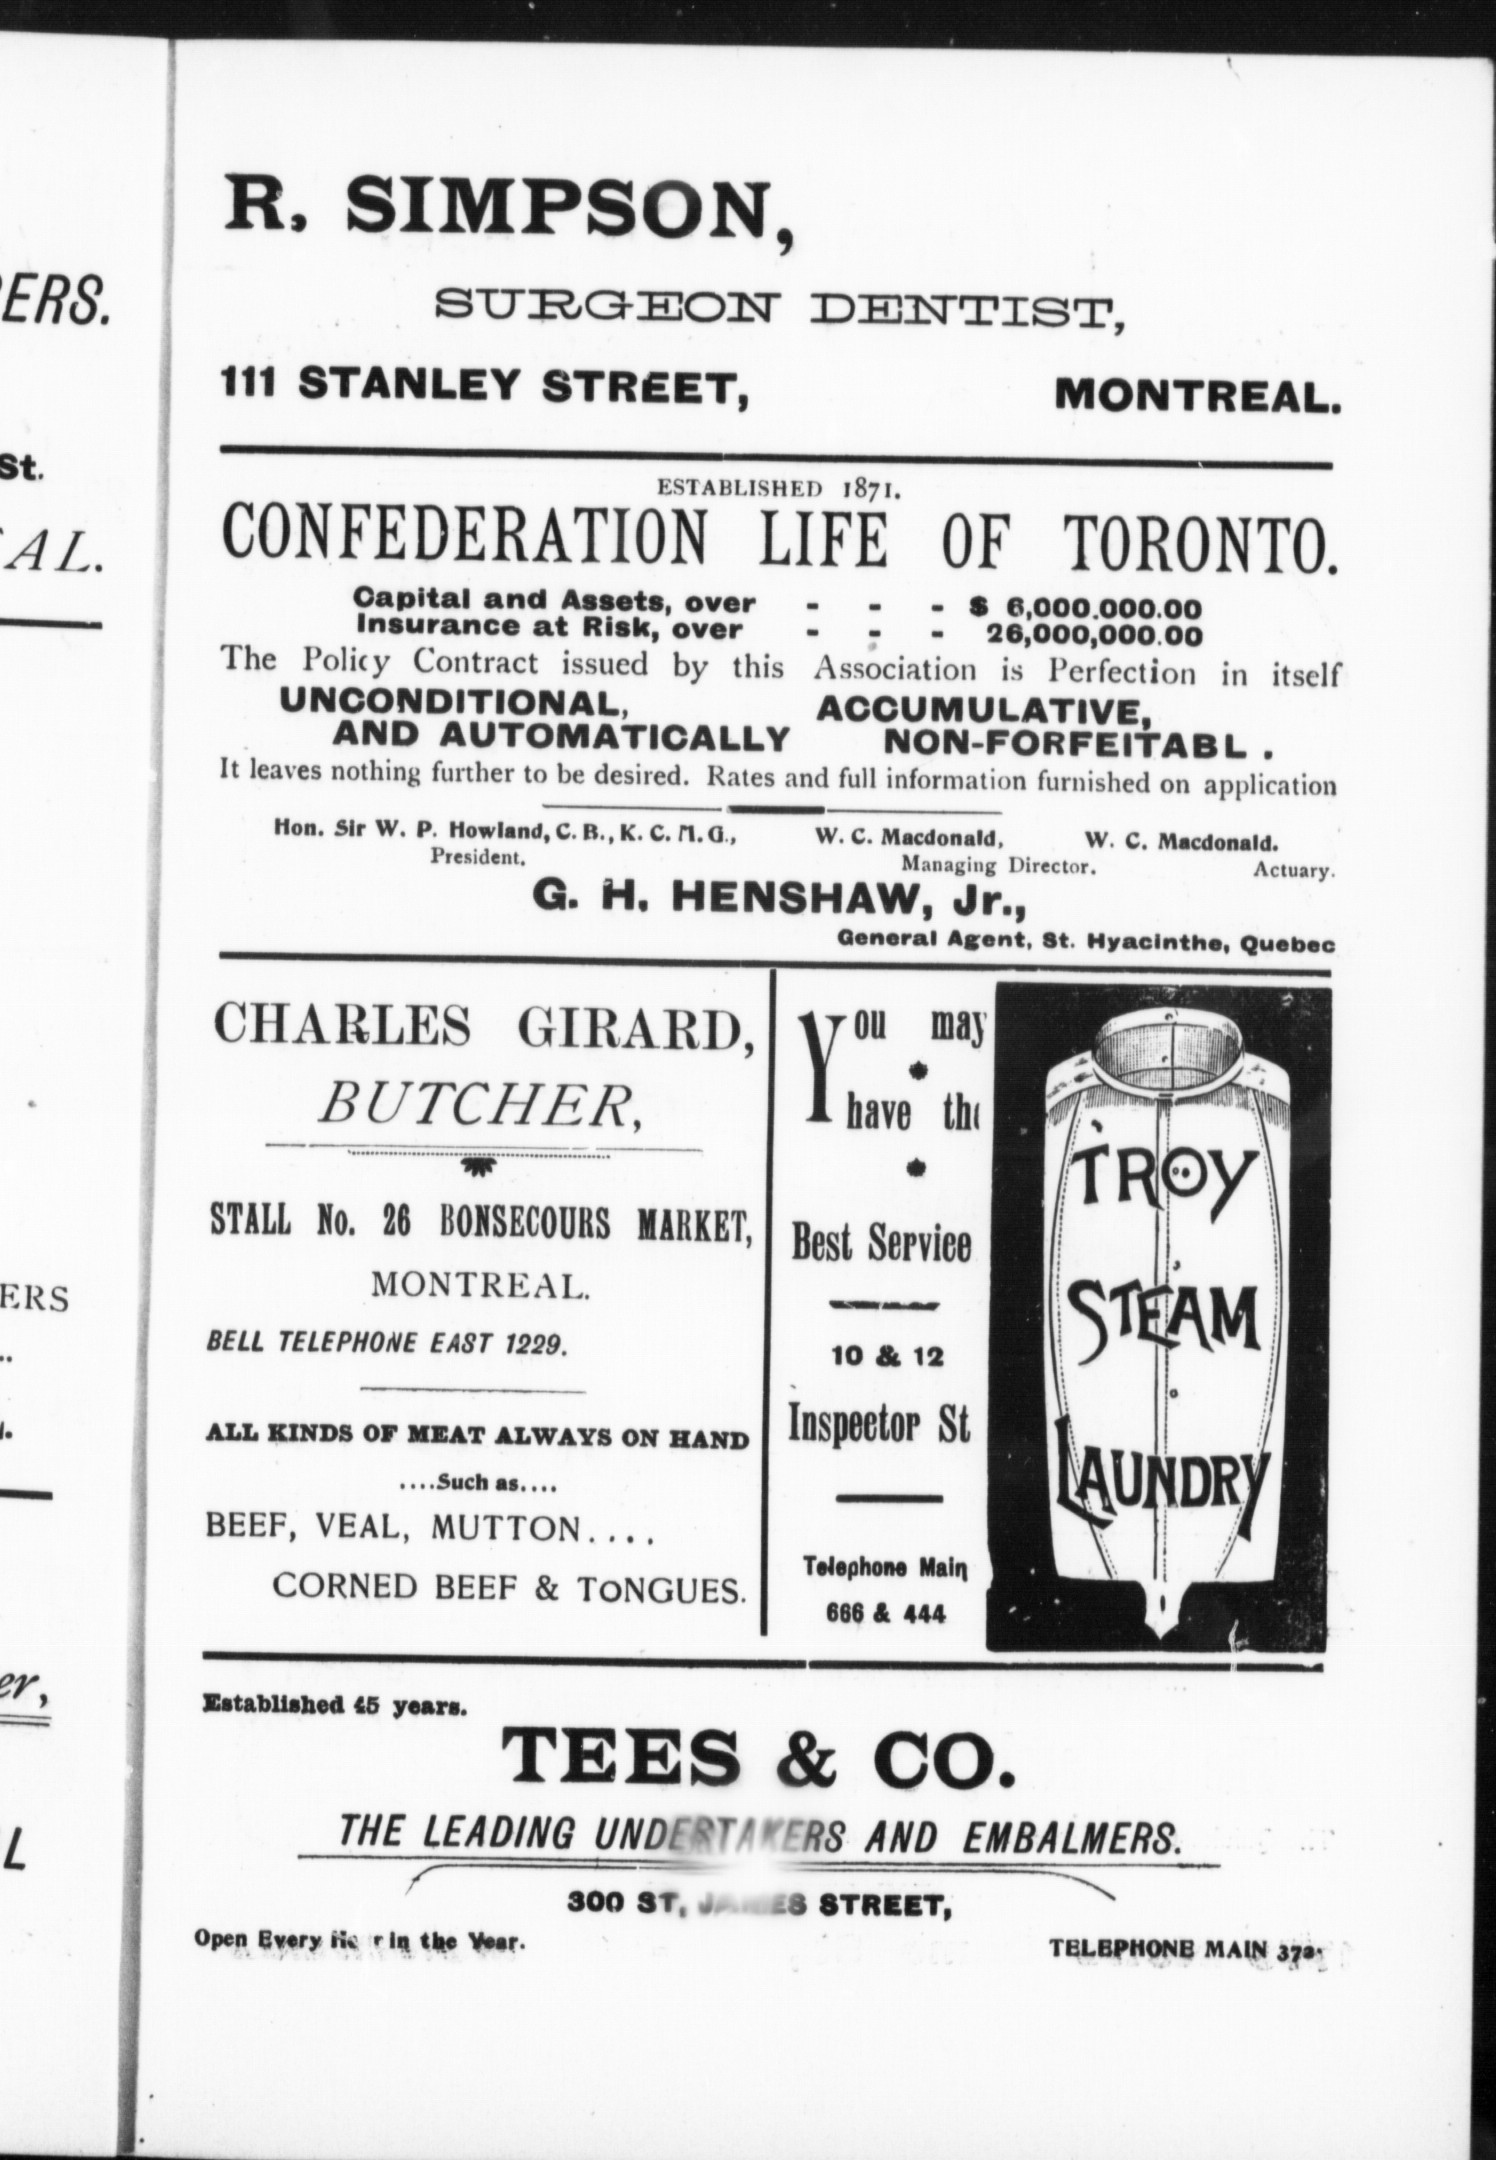 R. SIMPSON,
SURGEON DENTIST,
111 STANLEY STREET, MONTREAL.
ESTABLISHED 1871.
CONFEDERATION LIFE OF TORONTO.
Capital and Assets, over - - - $ 6,000.000.00
Insurance at Risk, over - - - 26,000,000.00
The Policy Contract issued by this Association is Perfection in itself
UNCONDITIONAL, ACCUMULATIVE,
AND AUTOMATICALLY NON-FORFEITABL .
It leaves nothing further to be desired. Rates and full information furnished on application
Hon. Sir W. P. Howland, C. B., K. C. M. G., W. C. Macdonald, W. C. Macdonald.
President. Managing Director. Actuary.
G. H. HENSHAW, Jr.,
General Agent, St. Hyacinthe, Quebec
CHARLES GIRARD,
BUTCHER,
STALL No. 26 BONSECOURS MARKET,
MONTREAL.
BELL TELEPHONE EAST 1229.
ALL KINDS OF MEAT ALWAYS ON HAND
....Such as....
BEEF, VEAL, MUTTON....
CORNED BEEF & TONGUES.
You may
have the
Best Service
10 & 12
Inspector St
Telephone Main
666 & 444
TROY
STEAM
LAUNDRY
Established 45 years.
TEES & CO.
THE LEADING UNDERTAKERS AND EMBALMERS.
300 ST, JAMES STREET,
Open Every in the Year. TELEPHONE MAIN
ERS.
St.
AL.
ERS
er,
L